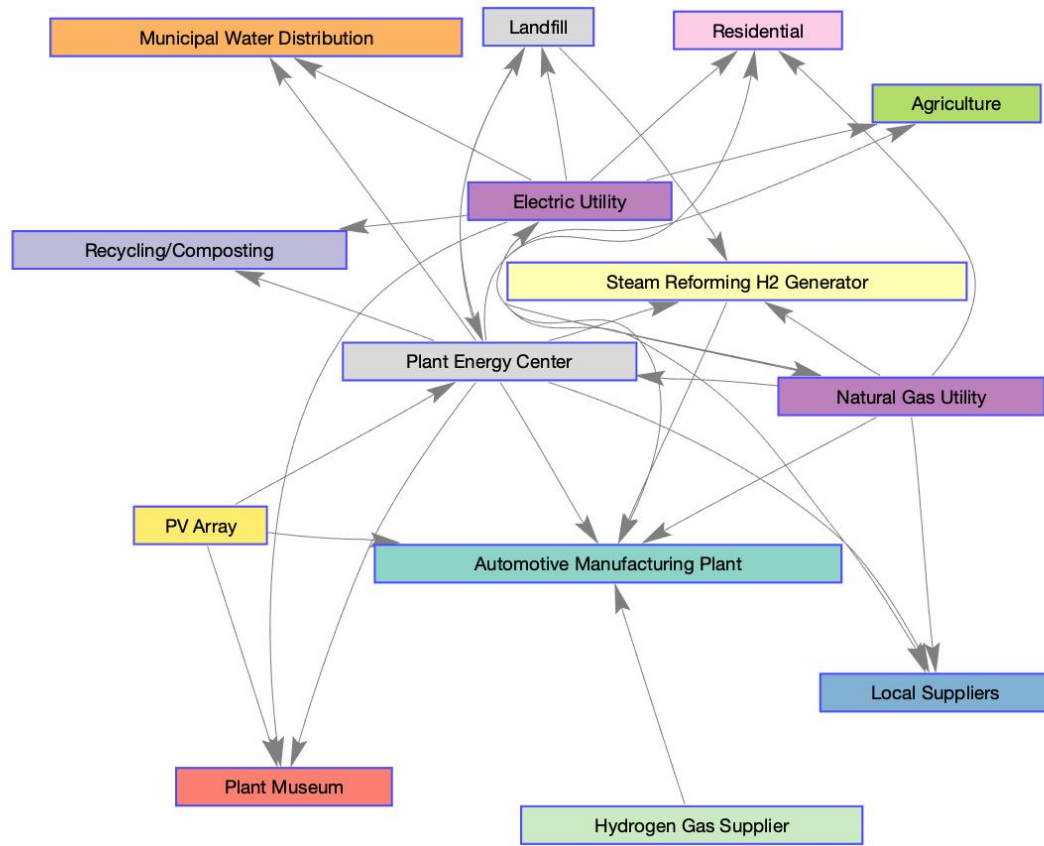 Municipal Water Distribution
Landfill
Residential
Agriculture
Electric Utility
Recycling/Composting
Steam Reforming H2 Generator
Plant Energy Center
Natural Gas Utility
PV Array
Automotive Manufacturing Plant
Local Suppliers
Plant Museum
Hydrogen Gas Supplier